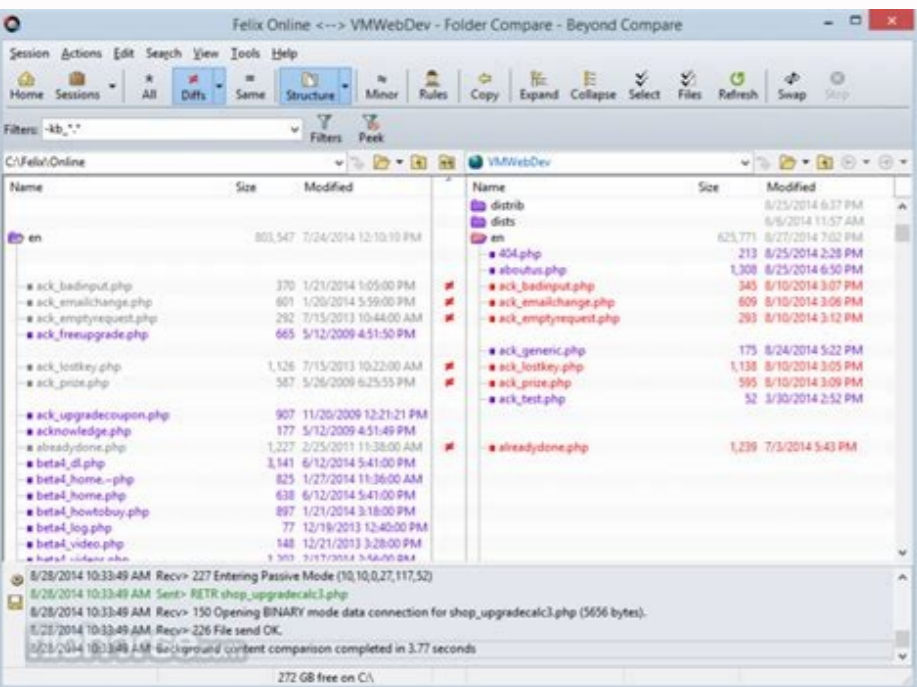 Felix Online <--> VMWebDev - Folder Compare - Beyond Compare
Session Actions Edit Search View Tools Help
Home Sessions All Diffs Same Structure Minor Rules Copy Expand Collapse Select Files Refresh Swap Stop
Filters: -kb_*.*
Filters Peek
C:\Felix\Online VMWebDev
Name Size Modified Name Size Modified
distrib 8/25/2014 6:37 PM
dists 6/6/2014 11:57 AM
en 803,547 7/24/2014 12:10:10 PM en 625,771 8/27/2014 7:02 PM
404.php 213 8/25/2014 2:28 PM
aboutus.php 1,308 8/25/2014 6:50 PM
ack_badinput.php 370 1/21/2014 1:05:00 PM ack_badinput.php 345 8/10/2014 3:07 PM
ack_emailchange.php 601 1/20/2014 5:59:00 PM ack_emailchange.php 609 8/10/2014 3:06 PM
ack_emptyrequest.php 292 7/15/2013 10:44:00 AM ack_emptyrequest.php 293 8/10/2014 3:12 PM
ack_freeupgrade.php 665 5/12/2009 4:51:50 PM
ack_generic.php 175 8/24/2014 5:22 PM
ack_lostkey.php 1,126 7/15/2013 10:22:00 AM ack_lostkey.php 1,138 8/10/2014 3:05 PM
ack_prize.php 587 5/26/2009 6:25:55 PM ack_prize.php 595 8/10/2014 3:09 PM
ack_test.php 52 3/30/2014 2:52 PM
ack_upgradecoupon.php 907 11/20/2009 12:21:21 PM
acknowledge.php 177 5/12/2009 4:51:49 PM
alreadydone.php 1,227 2/25/2011 11:38:00 AM alreadydone.php 1,239 7/3/2014 5:43 PM
beta4_dl.php 3,141 6/12/2014 5:41:00 PM
beta4_home.~php 825 1/27/2014 11:36:00 AM
beta4_home.php 638 6/12/2014 5:41:00 PM
beta4_howtobuy.php 897 1/21/2014 3:18:00 PM
beta4_log.php 77 12/19/2013 12:40:00 PM
beta4_video.php 148 12/21/2013 3:28:00 PM
8/28/2014 10:33:49 AM Recv> 227 Entering Passive Mode (10,10,0,27,117,52)
8/28/2014 10:33:49 AM Sent> RETR shop_upgradecalc3.php
8/28/2014 10:33:49 AM Recv> 150 Opening BINARY mode data connection for shop_upgradecalc3.php (5656 bytes).
8/28/2014 10:33:49 AM Recv> 226 File send OK.
8/28/2014 10:33:49 AM Background content comparison completed in 3.77 seconds
272 GB free on C:\